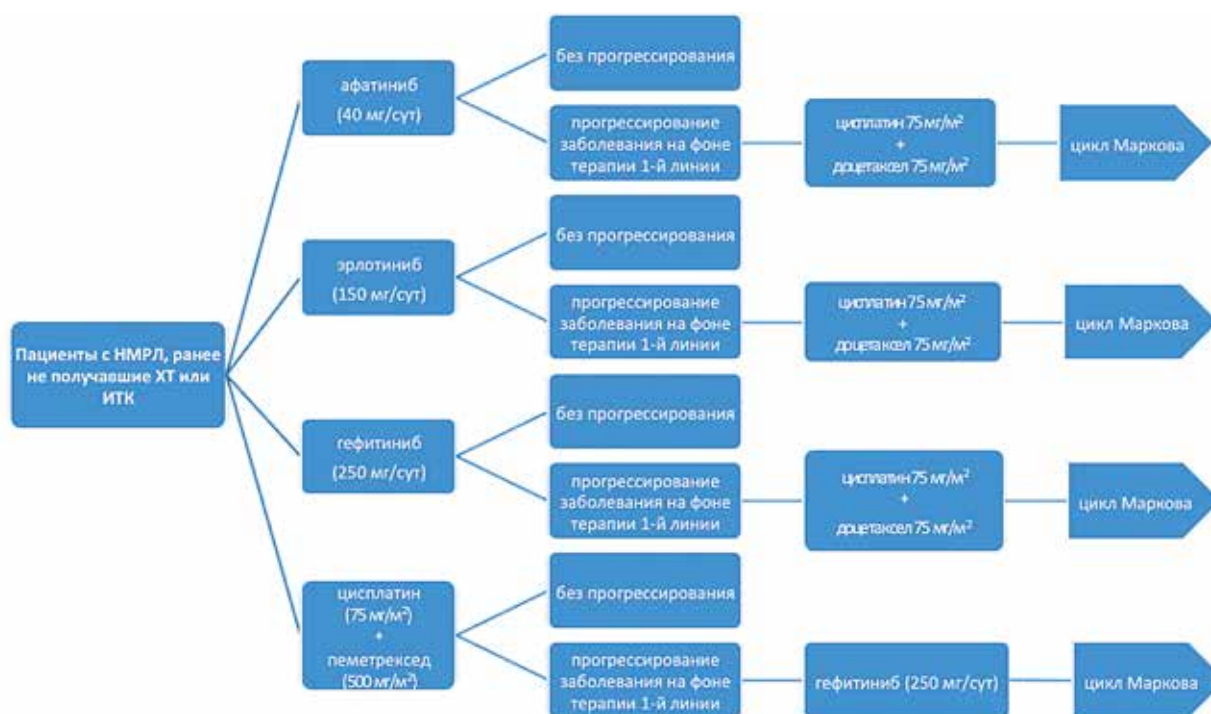 Пациенты с НМРЛ, ранее
не получавшие ХТ или
ИТК
афатиниб
(40 мг/сут)
без прогрессирования
прогрессирование
заболевания на фоне
терапии 1-й линии
цисплатин 75 мг/м²
+
доцетаксел 75 мг/м²
цикл Маркова
эрлотиниб
(150 мг/сут)
без прогрессирования
прогрессирование
заболевания на фоне
терапии 1-й линии
цисплатин 75 мг/м²
+
доцетаксел 75 мг/м²
цикл Маркова
гефитиниб
(250 мг/сут)
без прогрессирования
прогрессирование
заболевания на фоне
терапии 1-й линии
цисплатин 75 мг/м²
+
доцетаксел 75 мг/м²
цикл Маркова
цисплатин
(75 мг/м²)
+
пеметрексед
(500 мг/м²)
без прогрессирования
прогрессирование
заболевания на фоне
терапии 1-й линии
гефитиниб (250 мг/сут)
цикл Маркова